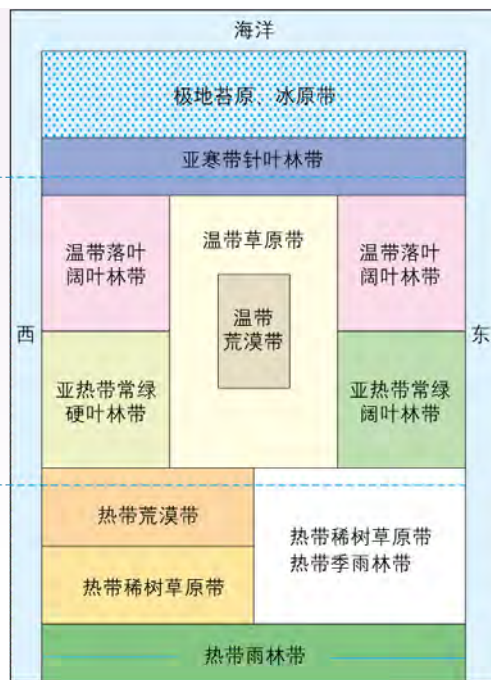 海洋
极地苔原、冰原带
亚寒带针叶林带
温带落叶
阔叶林带
温带草原带
温带
荒漠带
温带落叶
阔叶林带
西
东
亚热带常绿
硬叶林带
亚热带常绿
阔叶林带
热带荒漠带
热带稀树草原带
热带季雨林带
热带稀树草原带
热带雨林带